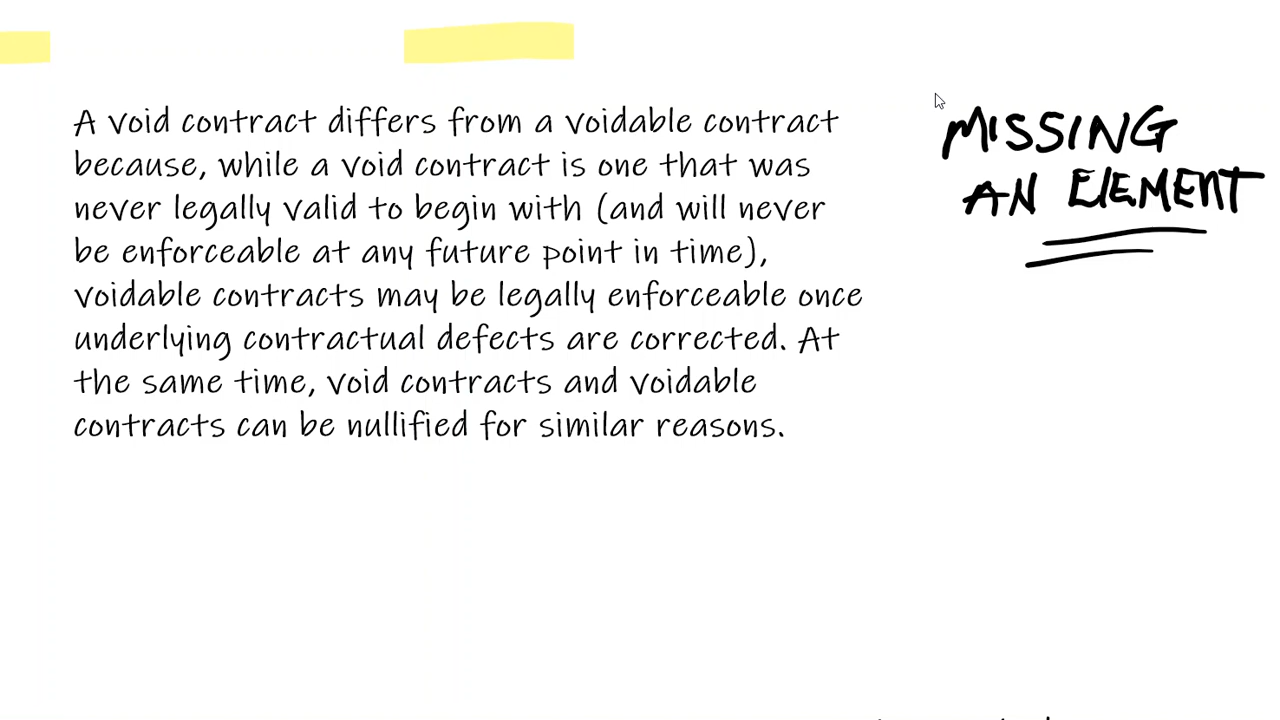 A void contract differs from a voidable contract
because, while a void contract is one that was
never legally valid to begin with (and will never
be enforceable at any future point in time),
voidable contracts may be legally enforceable once
underlying contractual defects are corrected. At
the same time, void contracts and voidable
contracts can be nullified for similar reasons.
MISSING
AN ELEMENT